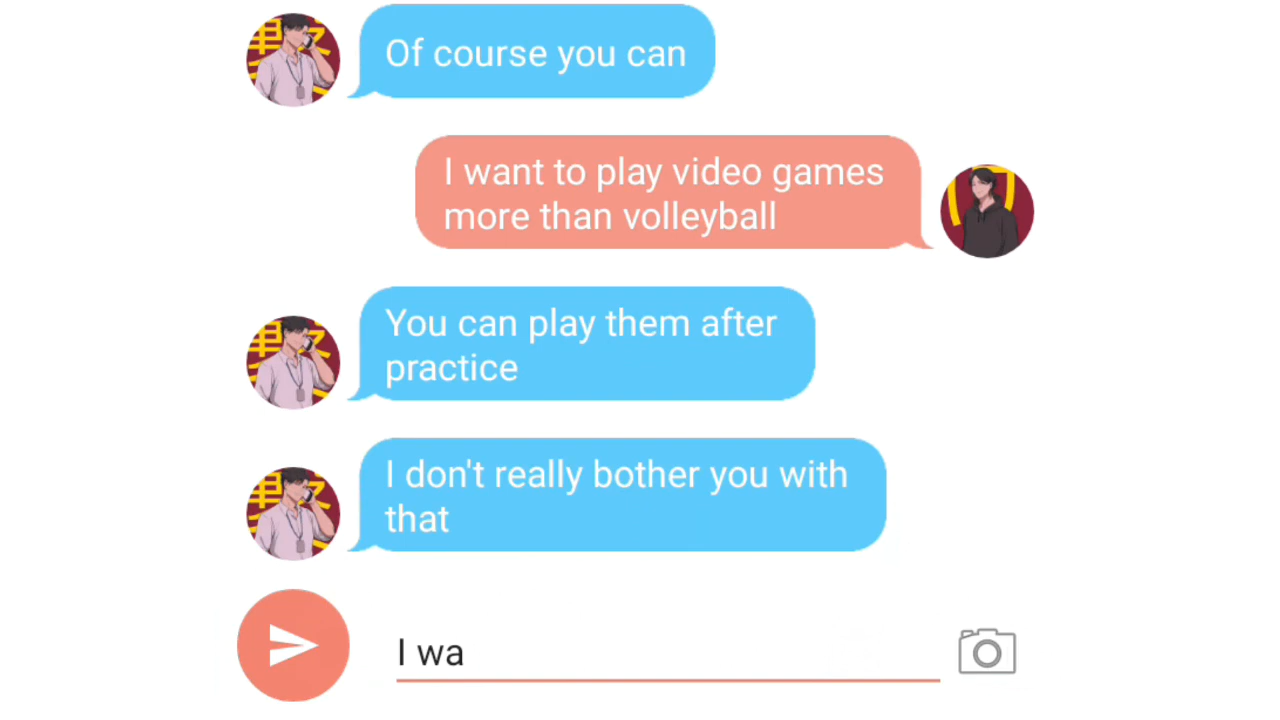 Of course you can
I want to play video games
more than volleyball
You can play them after
practice
I don't really bother you with
that
I wa